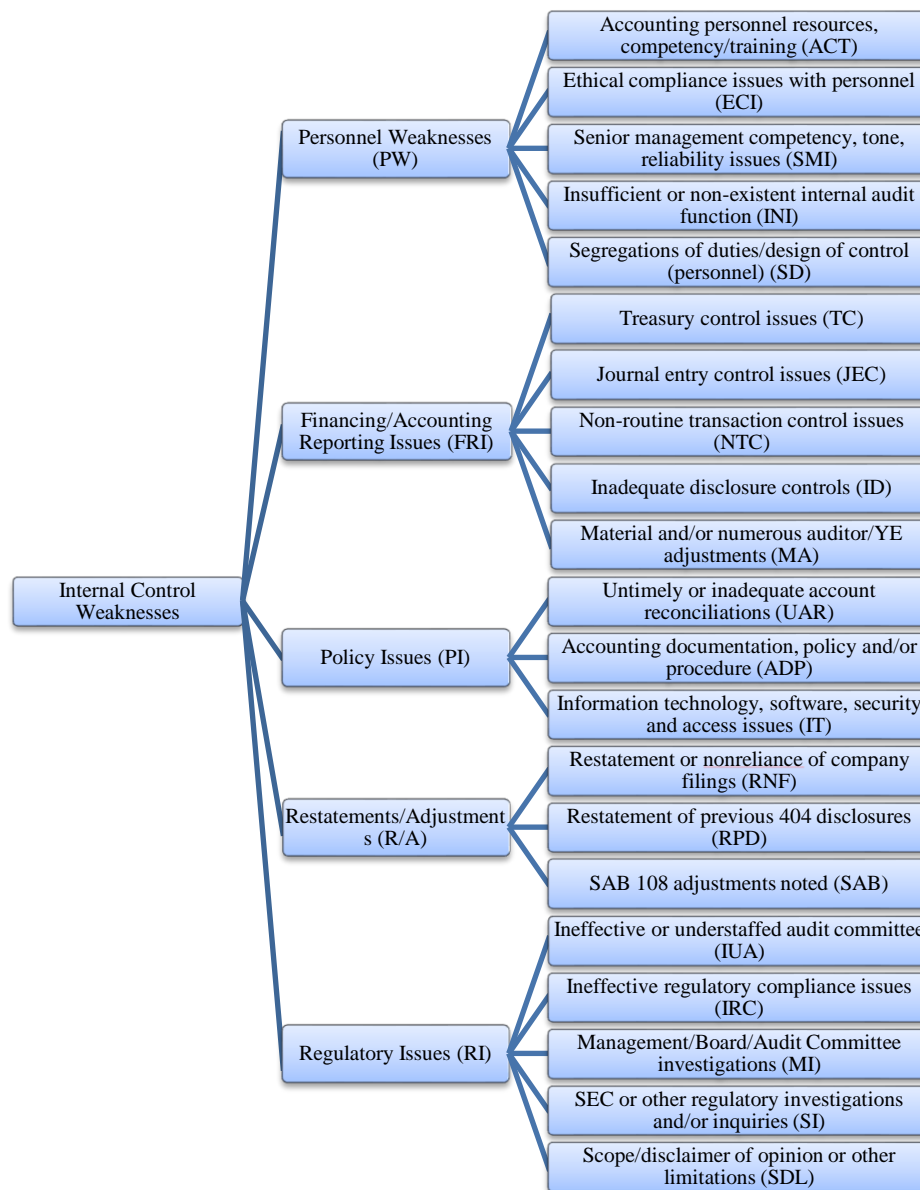 Internal Control
Weaknesses
Personnel Weaknesses
(PW)
Accounting personnel resources,
competency/training (ACT)
Ethical compliance issues with personnel
(ECI)
Senior management competency, tone,
reliability issues (SMI)
Insufficient or non-existent internal audit
function (INI)
Segregations of duties/design of control
(personnel) (SD)
Financing/Accounting
Reporting Issues (FRI)
Treasury control issues (TC)
Journal entry control issues (JEC)
Non-routine transaction control issues
(NTC)
Inadequate disclosure controls (ID)
Material and/or numerous auditor/YE
adjustments (MA)
Policy Issues (PI)
Untimely or inadequate account
reconciliations (UAR)
Accounting documentation, policy and/or
procedure (ADP)
Information technology, software, security
and access issues (IT)
Restatements/Adjustment
s (R/A)
Restatement or nonreliance of company
filings (RNF)
Restatement of previous 404 disclosures
(RPD)
SAB 108 adjustments noted (SAB)
Regulatory Issues (RI)
Ineffective or understaffed audit committee
(IUA)
Ineffective regulatory compliance issues
(IRC)
Management/Board/Audit Committee
investigations (MI)
SEC or other regulatory investigations
and/or inquiries (SI)
Scope/disclaimer of opinion or other
limitations (SDL)